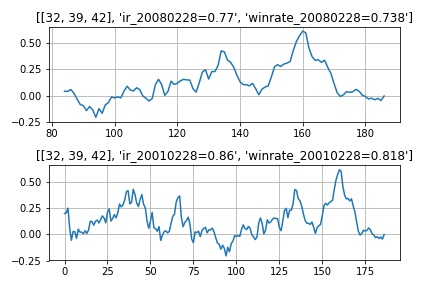 [[32, 39, 42], 'ir_20080228=0.77', 'winrate_20080228=0.738']
0.50
0.25
0.00
−0.25
80 100 120 140 160 180
[[32, 39, 42], 'ir_20010228=0.86', 'winrate_20010228=0.818']
0.50
0.25
0.00
−0.25
0 25 50 75 100 125 150 175